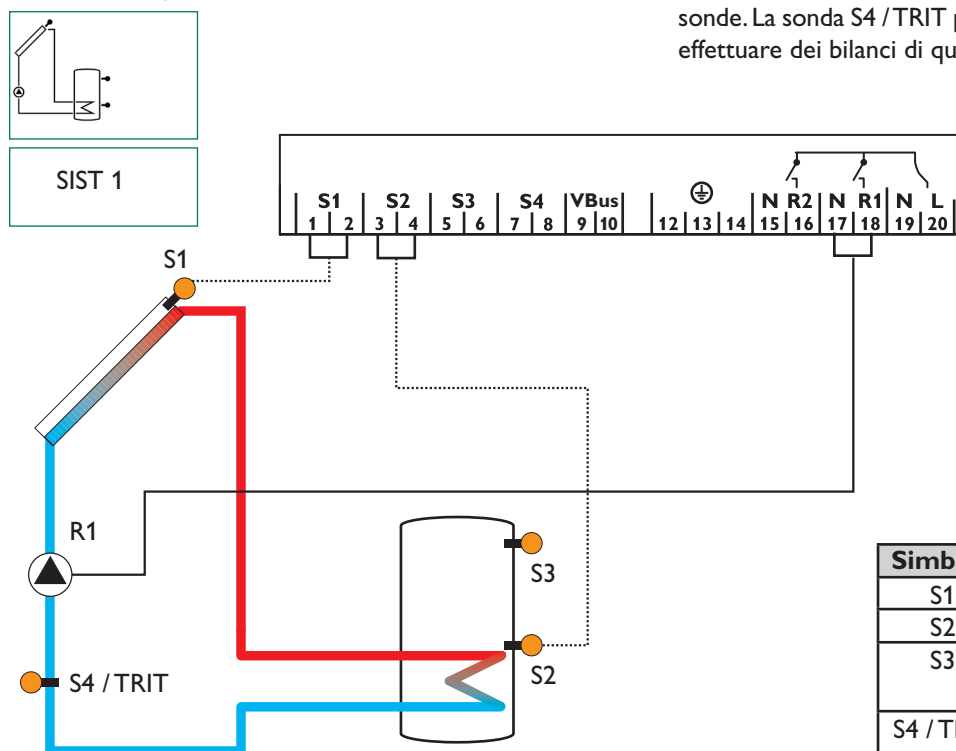 sonde. La sonda S4 / TRIT
effettuare dei bilanci di
SIST 1
S1 S2 S3 S4 VBus N R2 N R1 N L
1 2 3 4 5 6 7 8 9 10 12 13 14 15 16 17 18 19 20
S1
R1
S3
S2
S4 / TRIT
S1
S2
S3